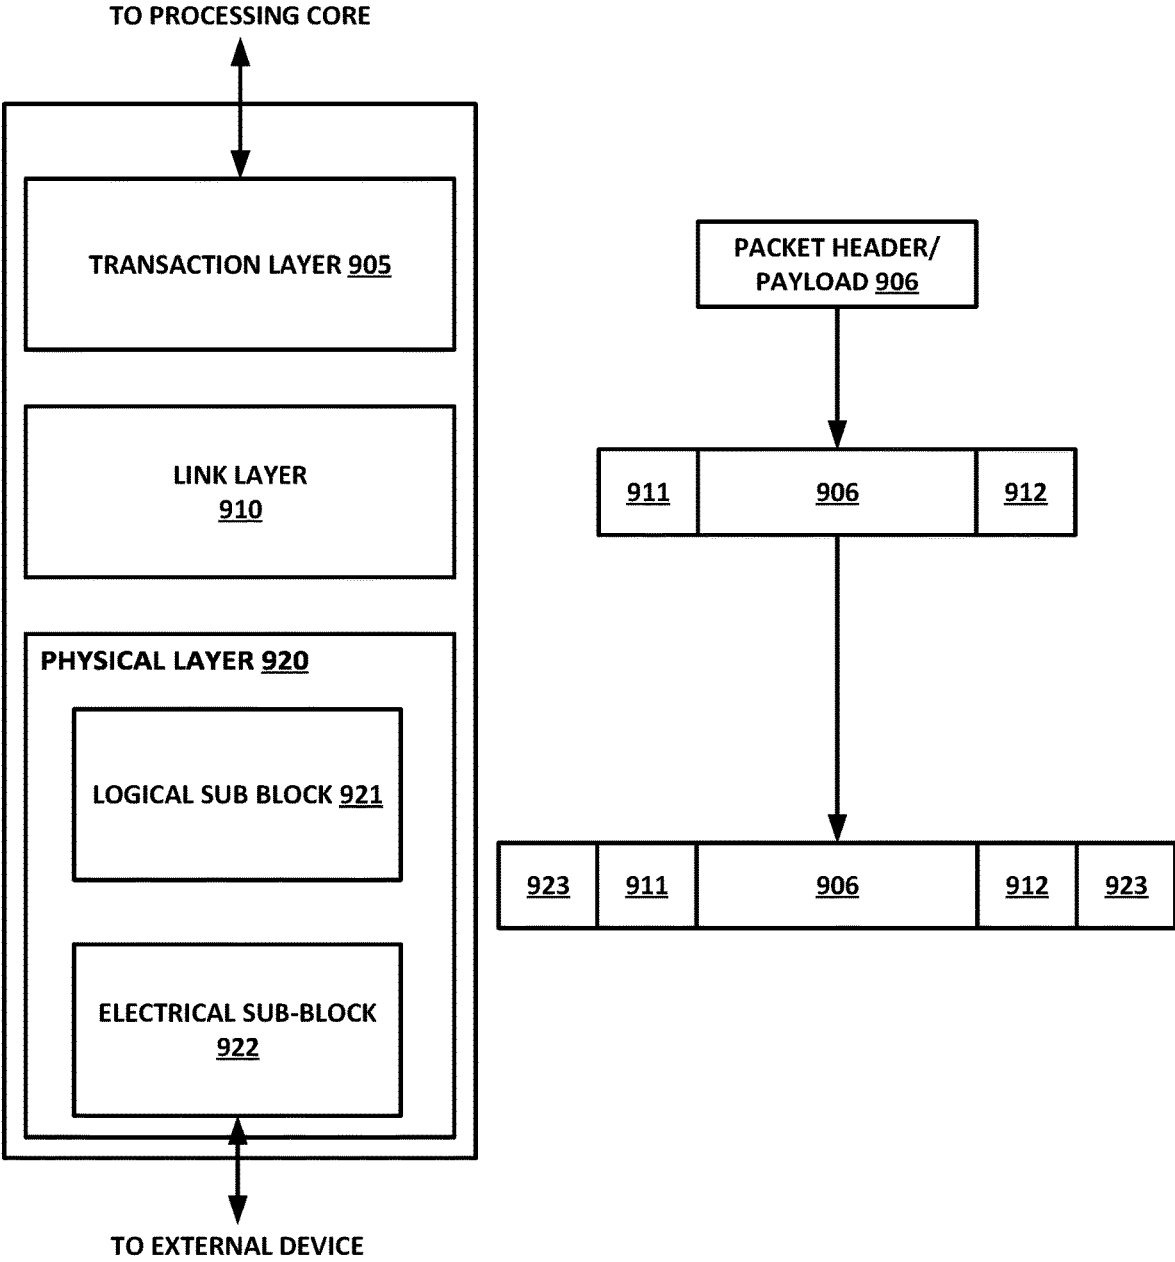 TO PROCESSING CORE
TRANSACTION LAYER 905
PACKET HEADER/
PAYLOAD 906
LINK LAYER
910
911 906 912
PHYSICAL LAYER 920
LOGICAL SUB BLOCK 921
923 911 906 912 923
ELECTRICAL SUB-BLOCK
922
TO EXTERNAL DEVICE